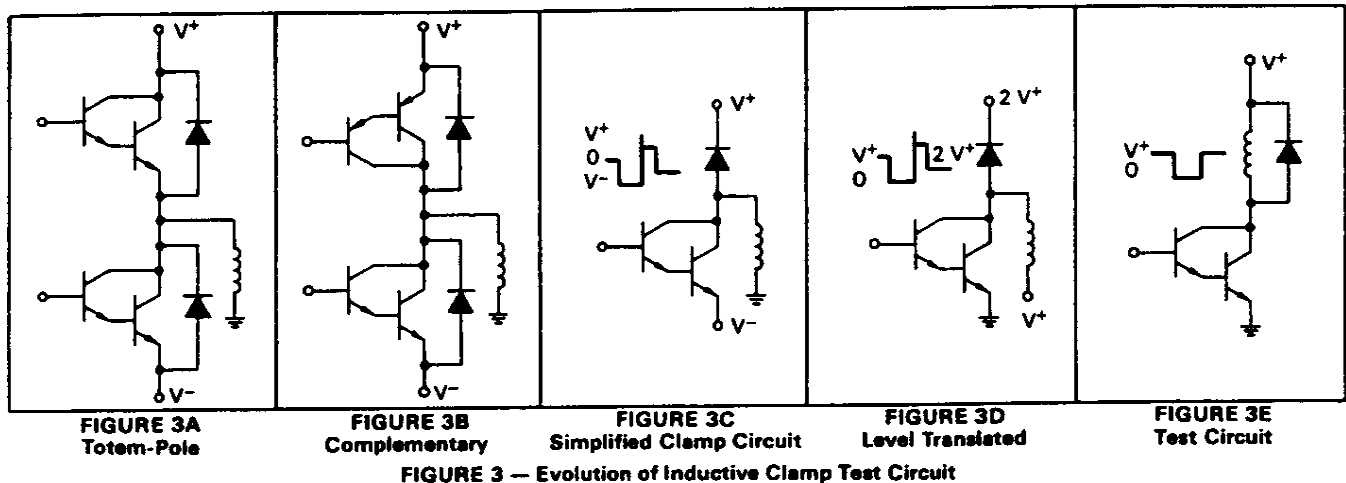 V+
V−
FIGURE 3A
Totem-Pole
V+
V−
FIGURE 3B
Complementary
V+
V+
0
V−
V−
FIGURE 3C
Simplified Clamp Circuit
2 V+
V+
2 V+
0
V+
FIGURE 3D
Level Translated
V+
V+
0
FIGURE 3E
Test Circuit
FIGURE 3 — Evolution of Inductive Clamp Test Circuit